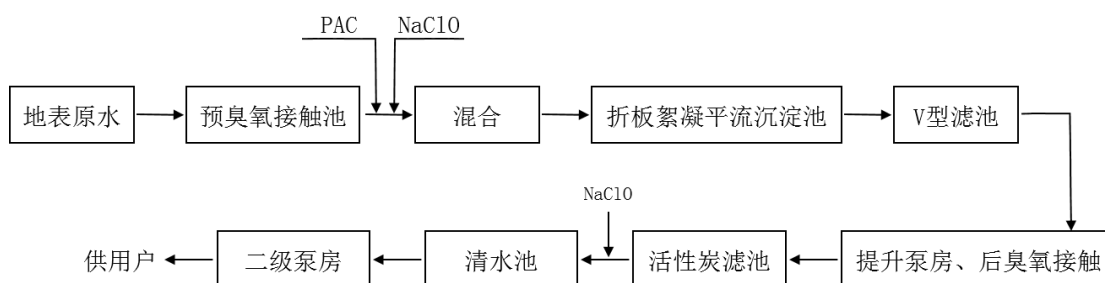 PAC
NaClO
地表原水
预臭氧接触池
混合
折板絮凝平流沉淀池
V型滤池
NaClO
供用户
二级泵房
清水池
活性炭滤池
提升泵房、后臭氧接触